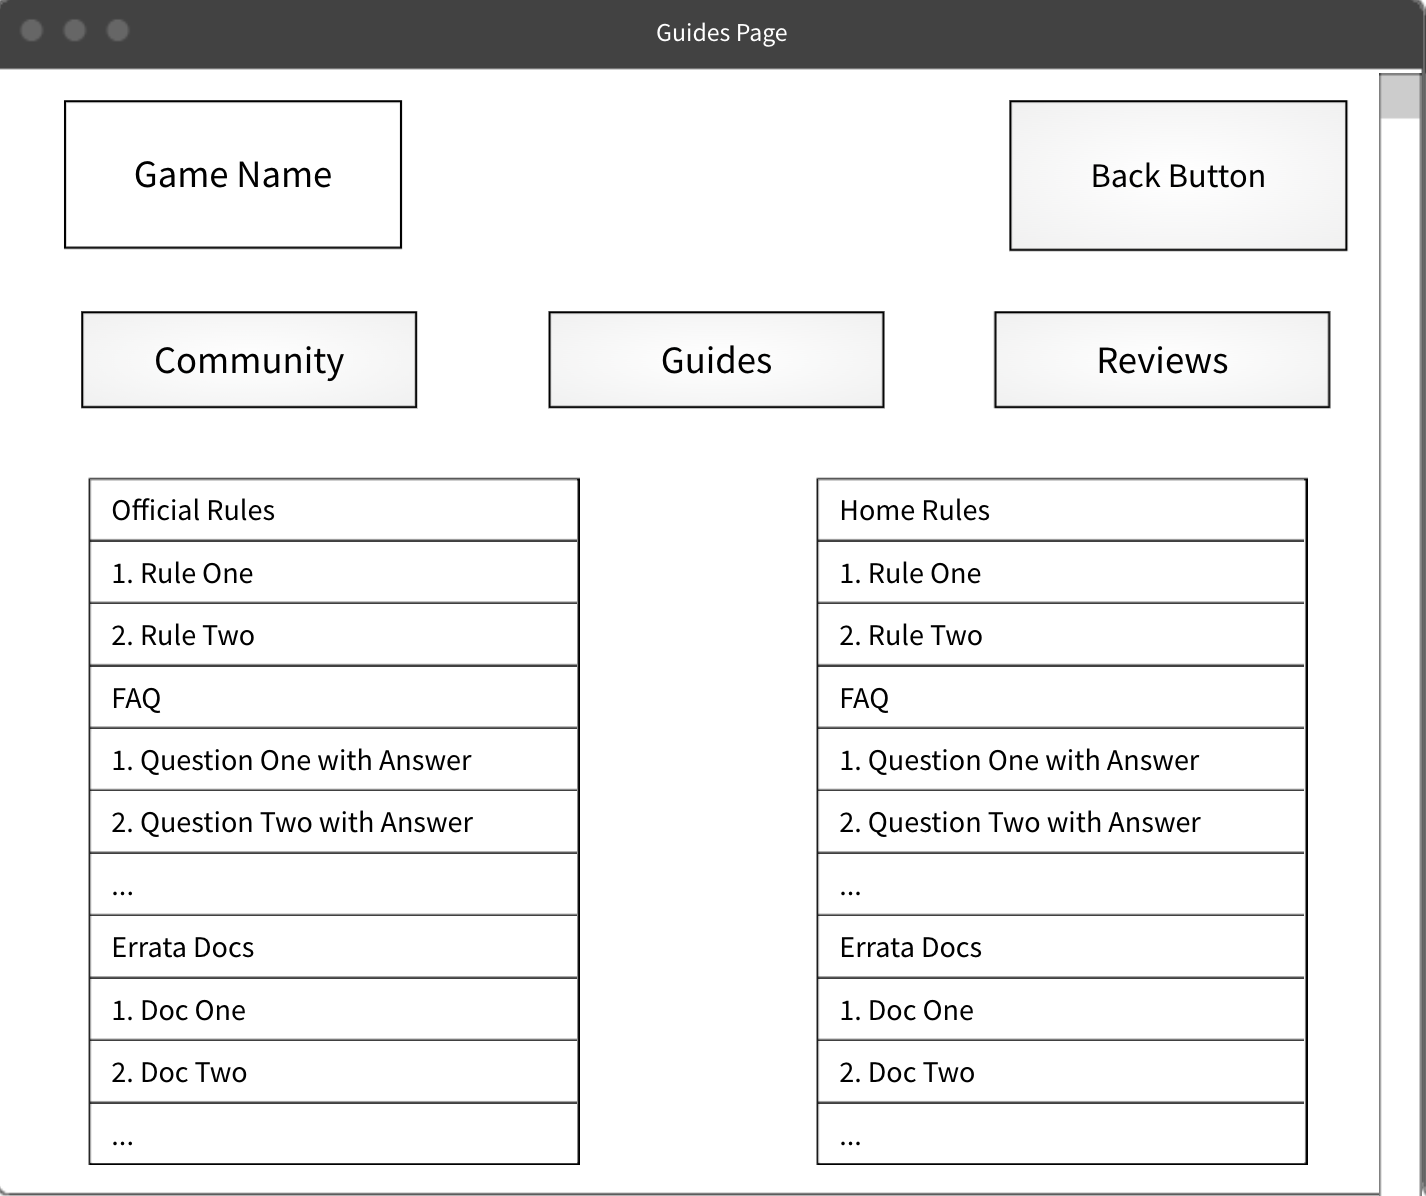 Guides Page
Game Name
Back Button
Community
Guides
Reviews
Official Rules
1. Rule One
2. Rule Two
FAQ
1. Question One with Answer
2. Question Two with Answer
...
Errata Docs
1. Doc One
2. Doc Two
...
Home Rules
1. Rule One
2. Rule Two
FAQ
1. Question One with Answer
2. Question Two with Answer
...
Errata Docs
1. Doc One
2. Doc Two
...